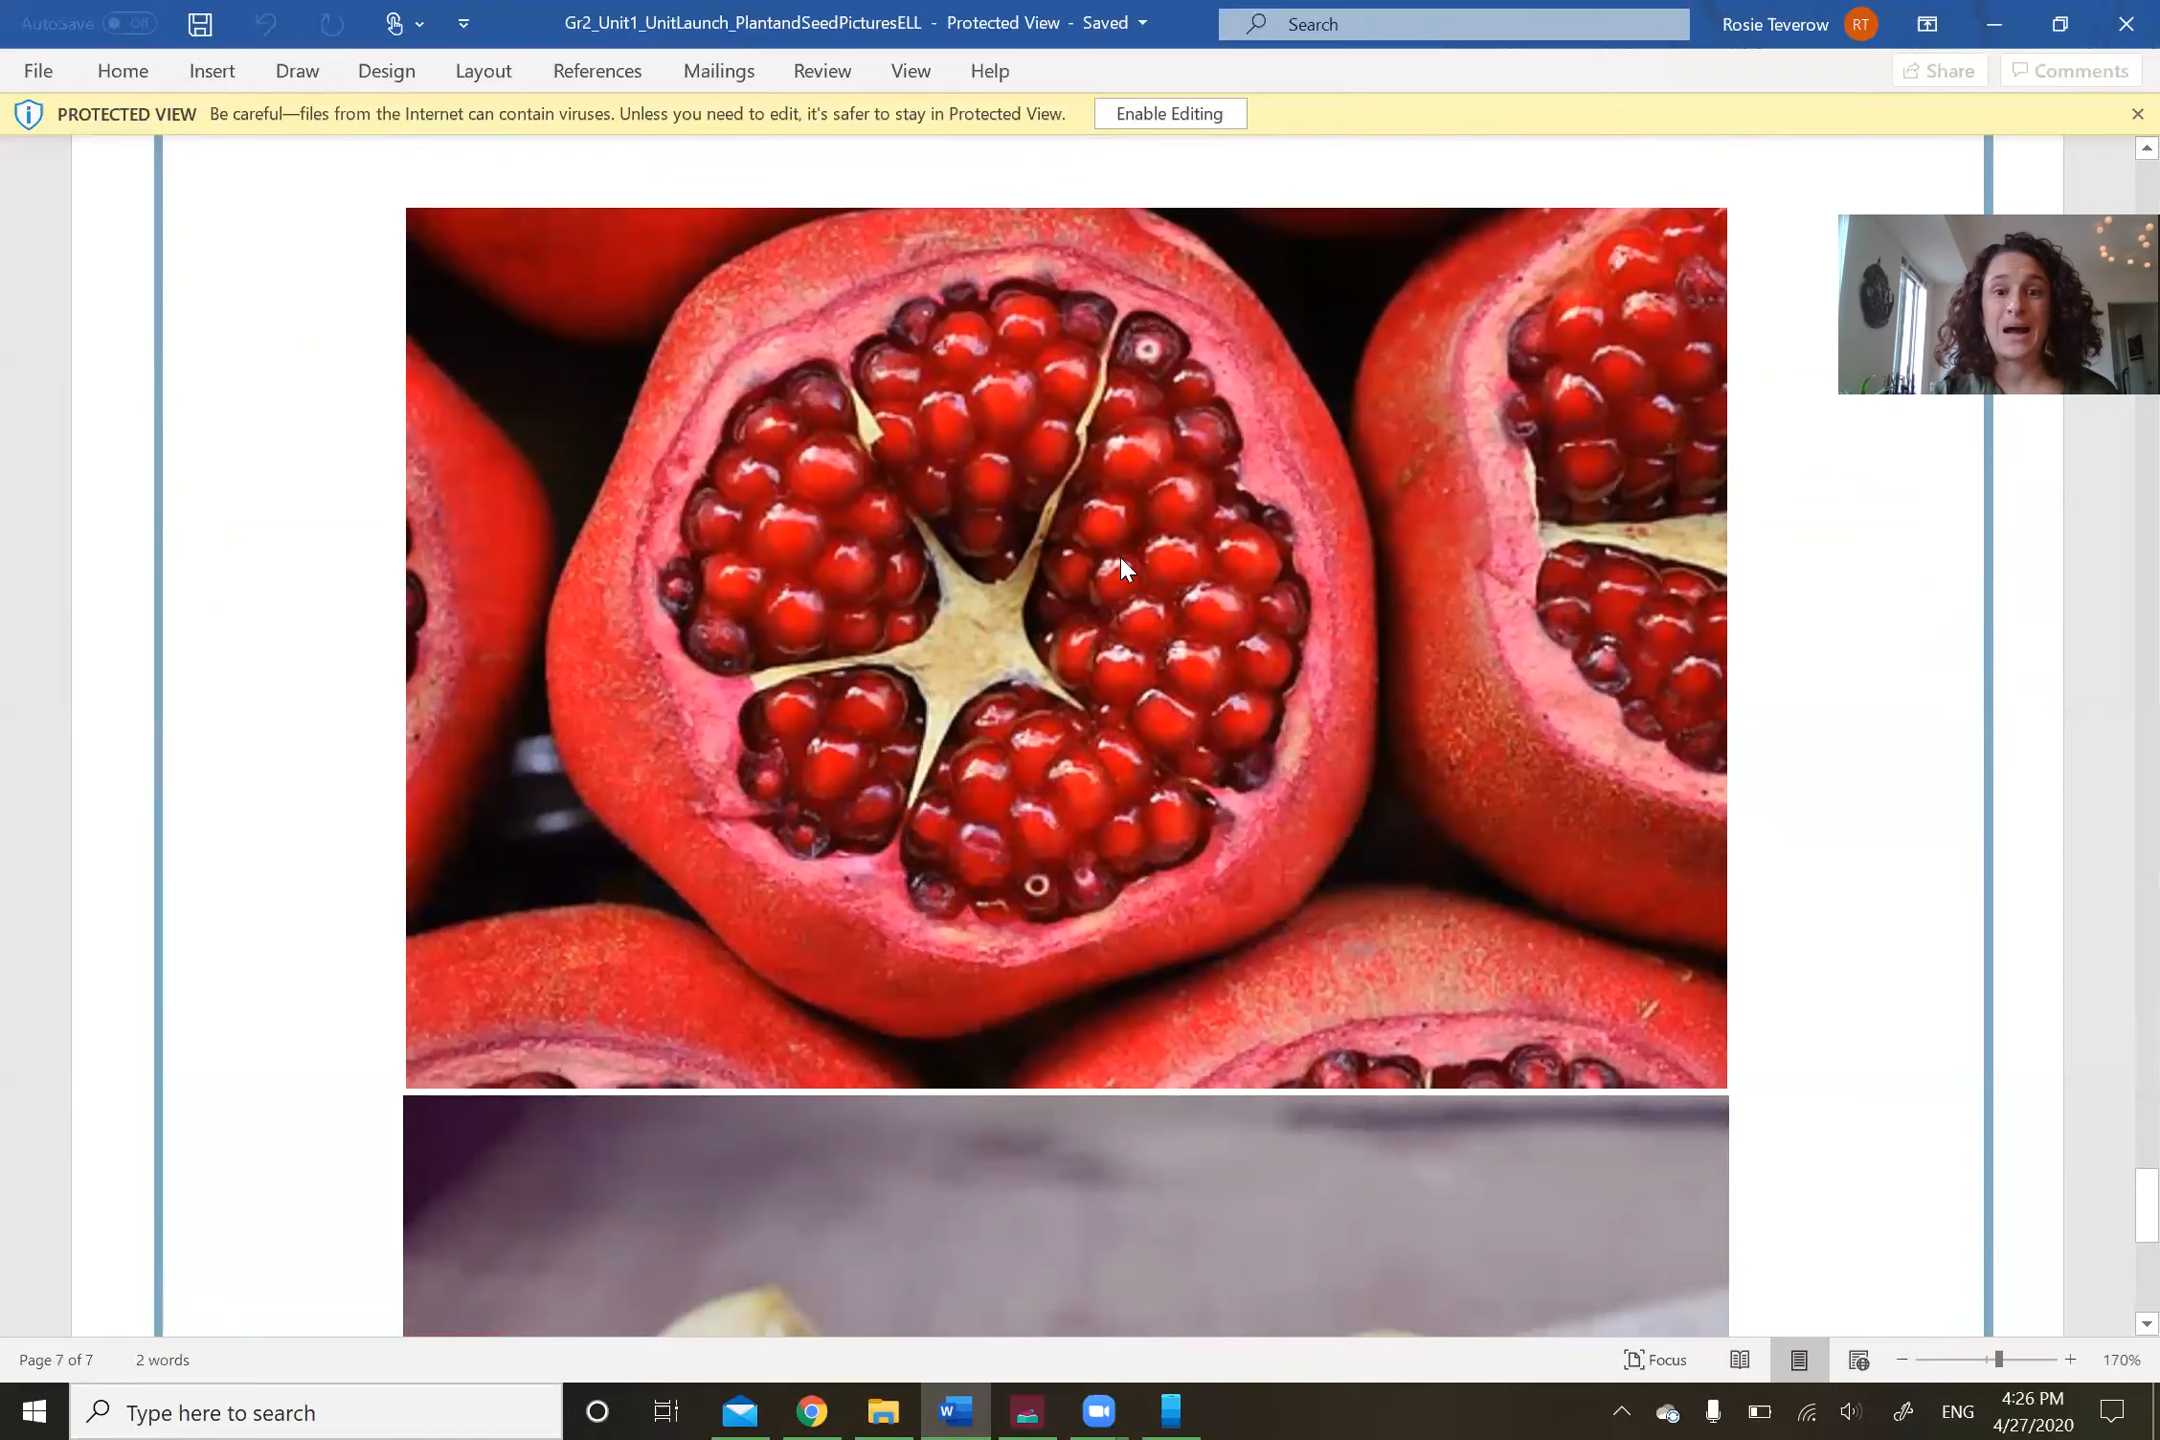 AutoSave Off
Gr2_Unit1_UnitLaunch_PlantandSeedPicturesELL - Protected View - Saved
Search
Rosie Teverow RT
File Home Insert Draw Design Layout References Mailings Review View Help Share Comments
PROTECTED VIEW Be careful—files from the Internet can contain viruses. Unless you need to edit, it's safer to stay in Protected View. Enable Editing
Page 7 of 7 2 words Focus 170%
Type here to search
W
ENG
4:26 PM
4/27/2020